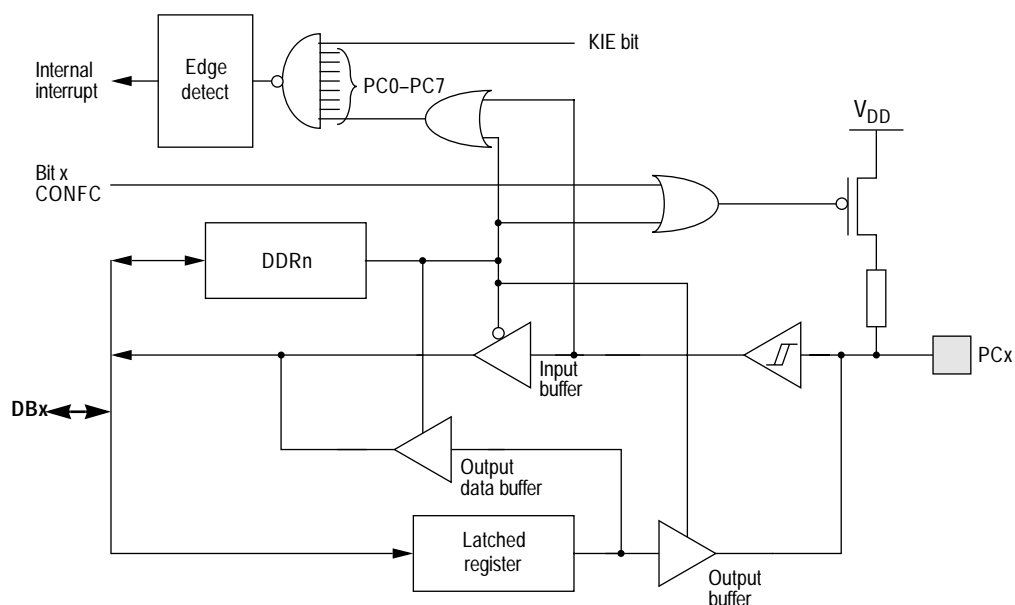 KIE bit
Edge
detect
Internal
interrupt
PC0–PC7
VDD
Bit x
CONFC
DDRn
PCx
Input
buffer
DBx
Output
data buffer
Latched
register
Output
buffer